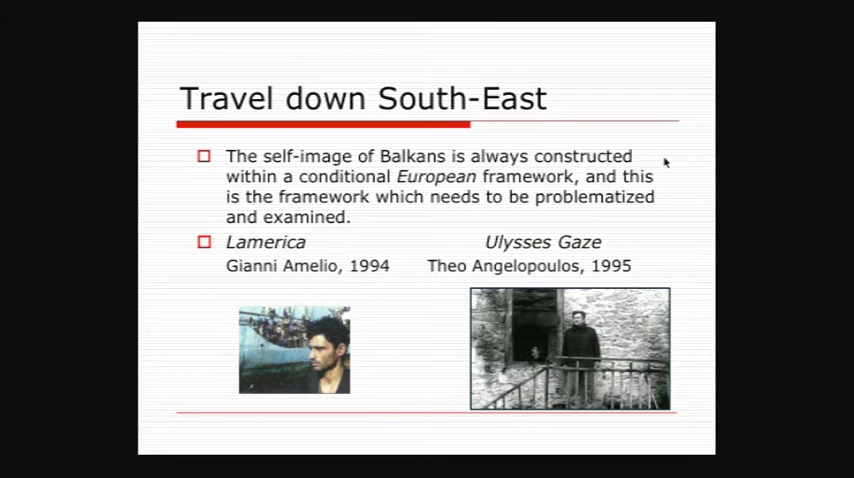 Travel down South-East
The self-image of Balkans is always constructed
within a conditional European framework, and this
is the framework which needs to be problematized
and examined.
Lamerica Ulysses Gaze
Gianni Amelio, 1994 Theo Angelopoulos, 1995